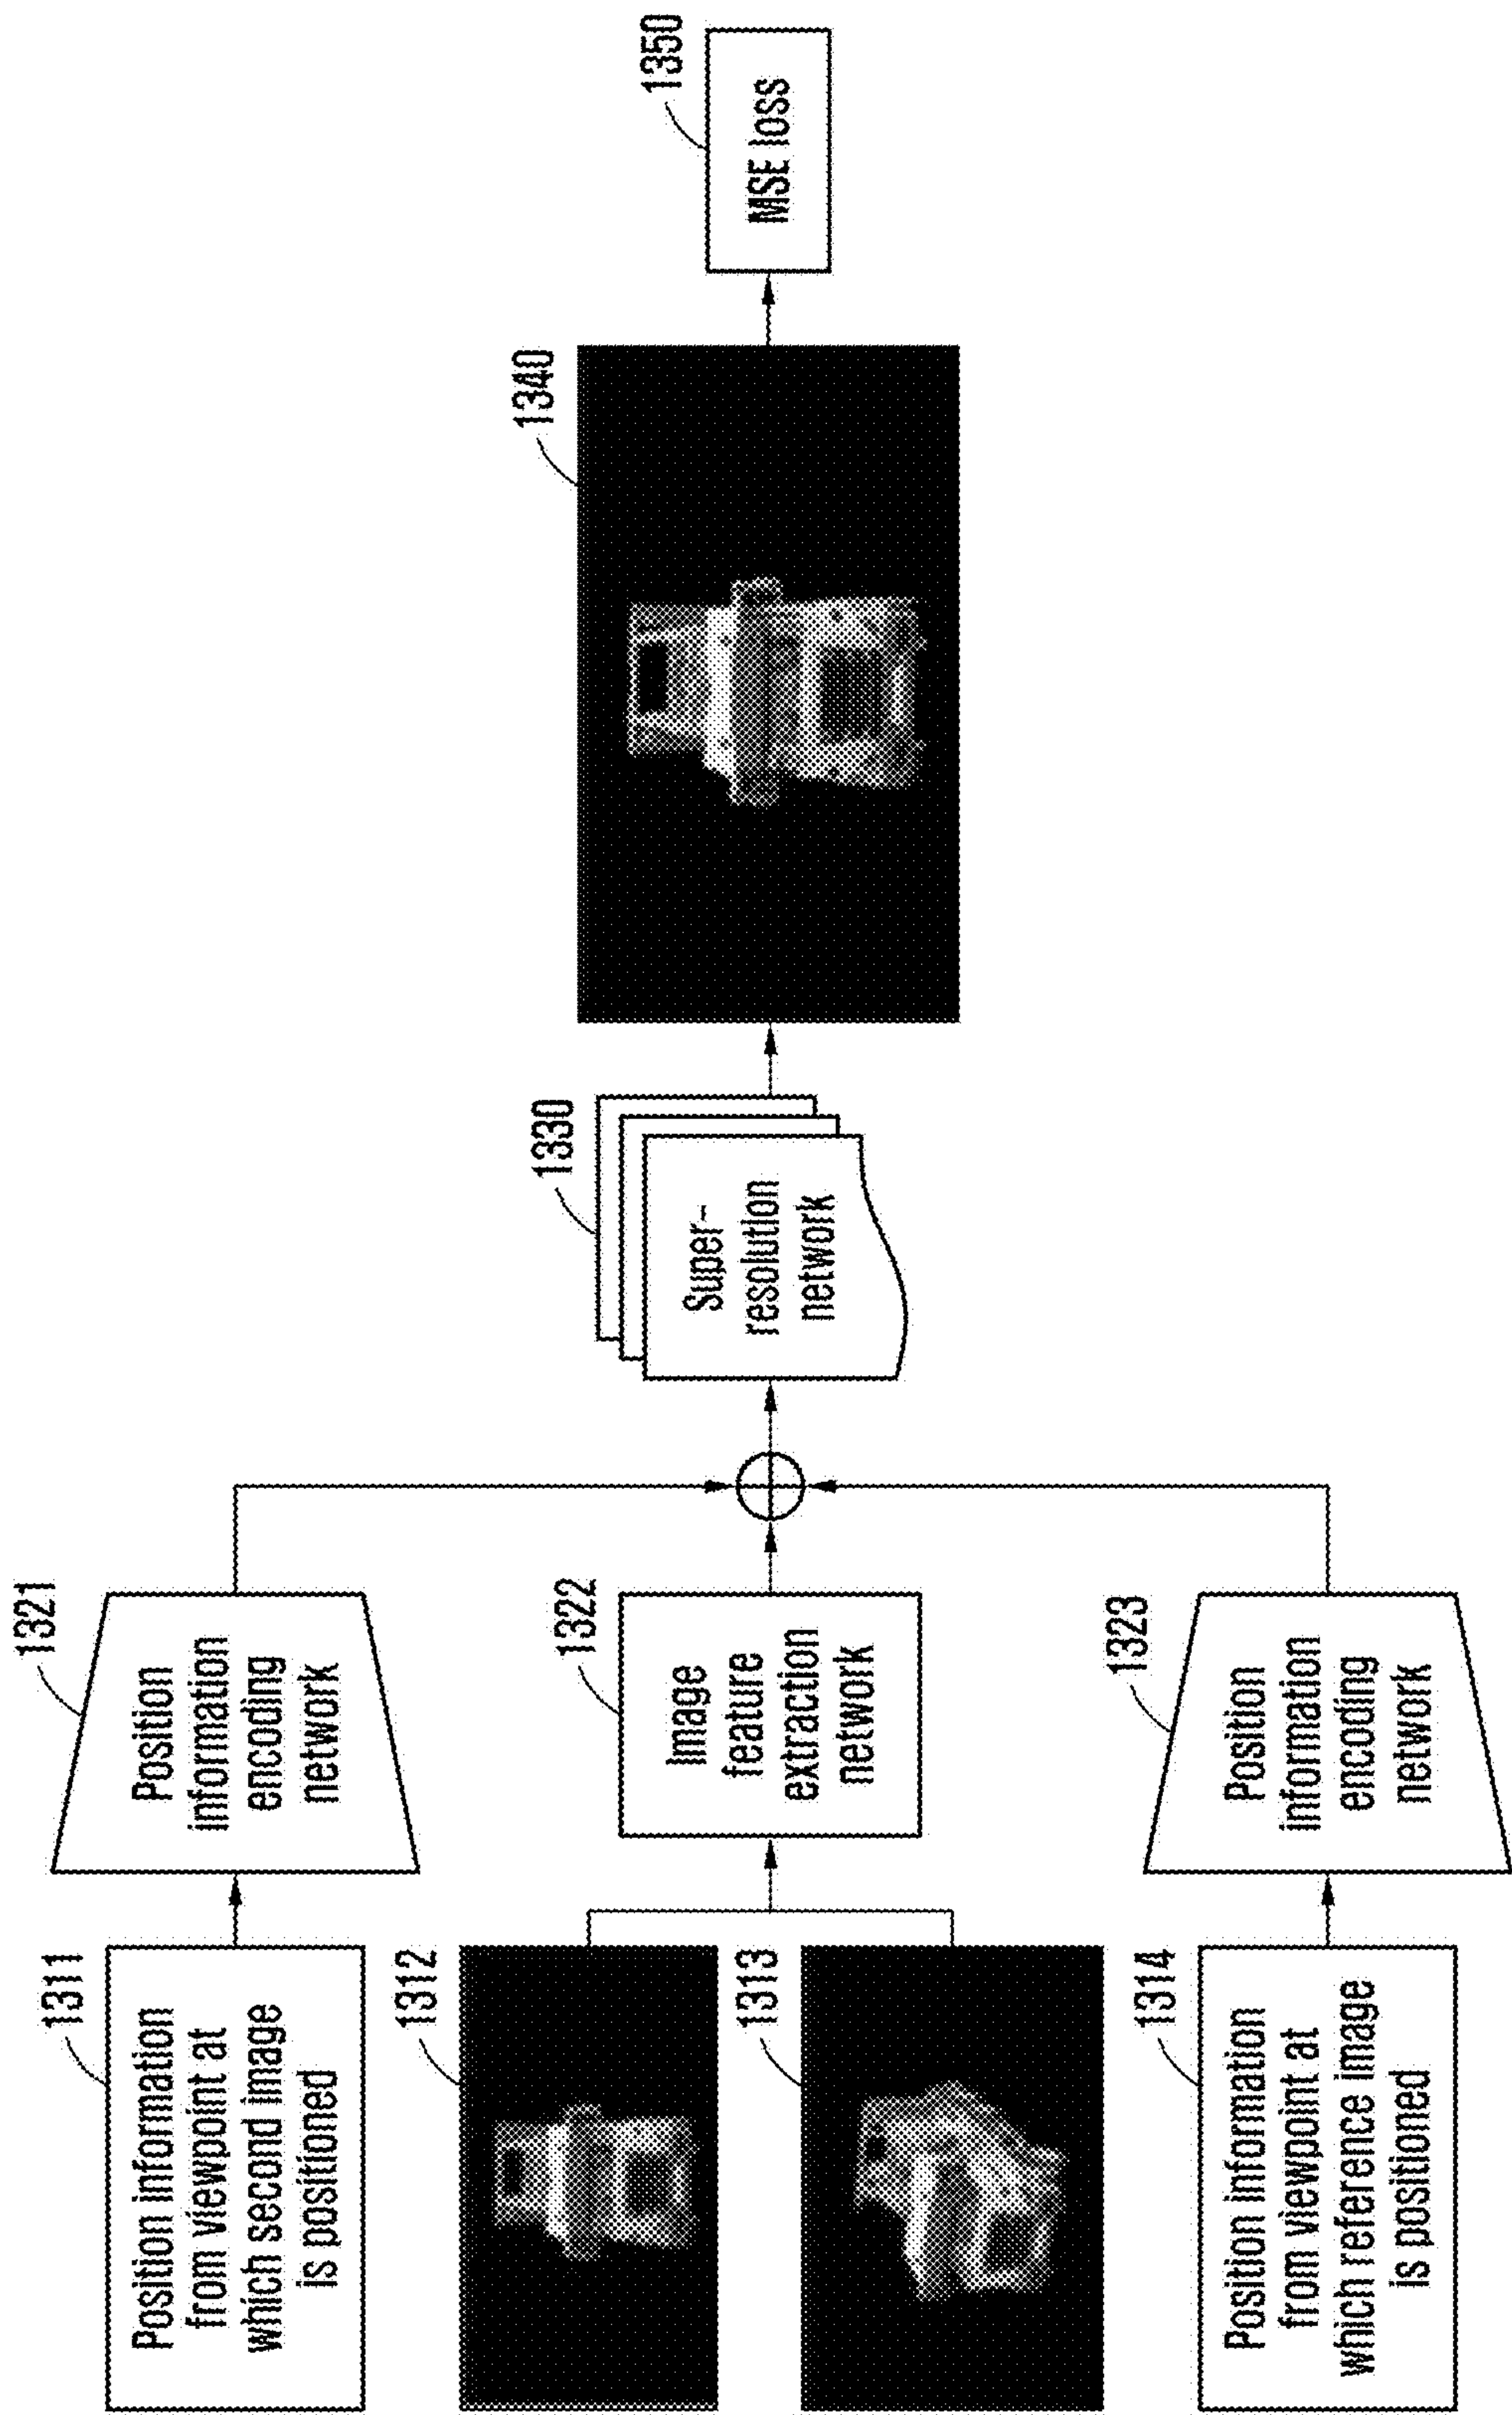 1311
Position information
from viewpoint at
which second image
is positioned
1312
1313
1314
Position information
from viewpoint at
which reference image
is positioned
1321
Position
information
encoding
network
1322
Image
feature
extraction
network
1323
Position
information
encoding
network
1330
Super-
resolution
network
1340
1350
MSE loss